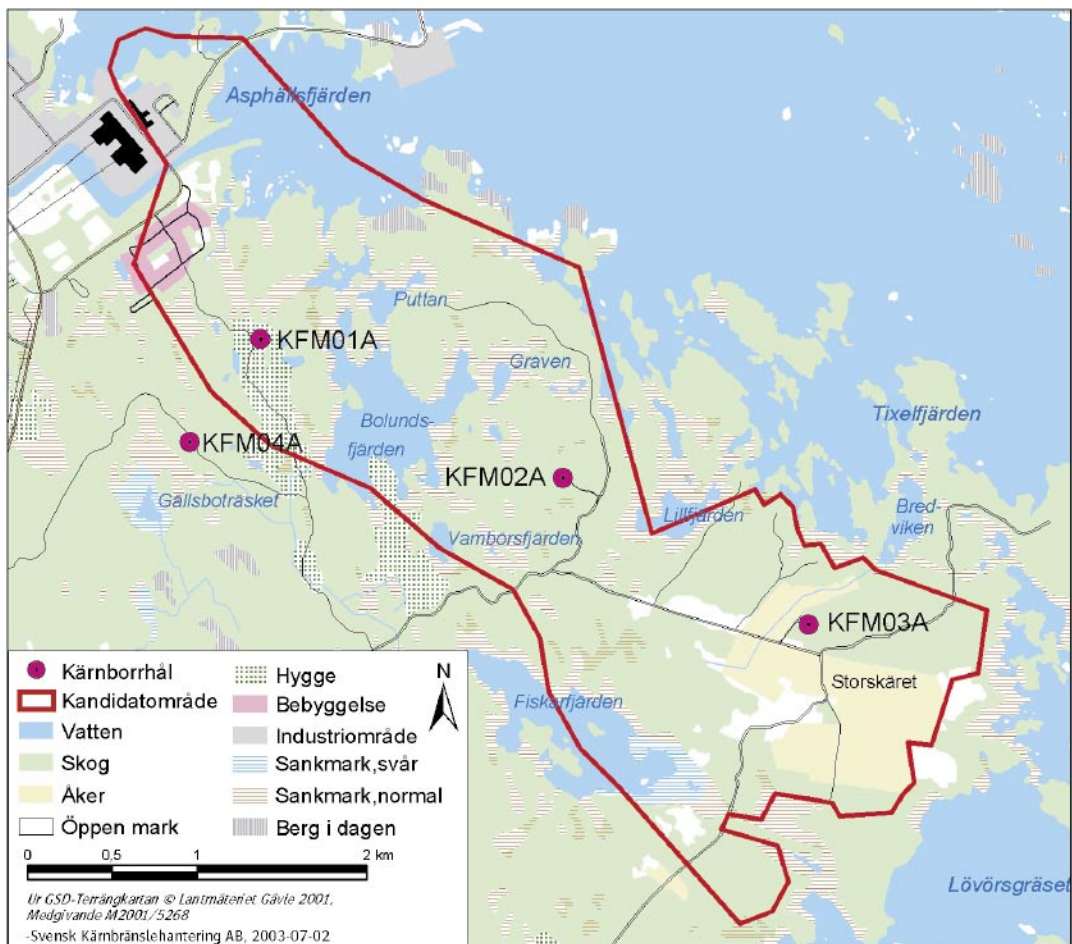 Asphällsfjärden
Puttan
KFM01A
Graven
Bolunds-
fjärden
Tixelfjärden
KFM04A
KFM02A
Gällsboträsket
Lillfjärden
Bred-
viken
Vambörsfjärden
KFM03A
Storskäret
Fiskarfjärden
Lövörsgräset
Kärnborrhål
Kandidatområde
Vatten
Skog
Åker
Öppen mark
Hygge
Bebyggelse
Industriområde
Sankmark,svår
Sankmark,normal
Berg i dagen
N
0 0,5 1 2 km
Ur GSD-Terrängkartan © Lantmäteriet Gävle 2001,
Medgivande M2001/5268
-Svensk Kärnbränslehantering AB, 2003-07-02